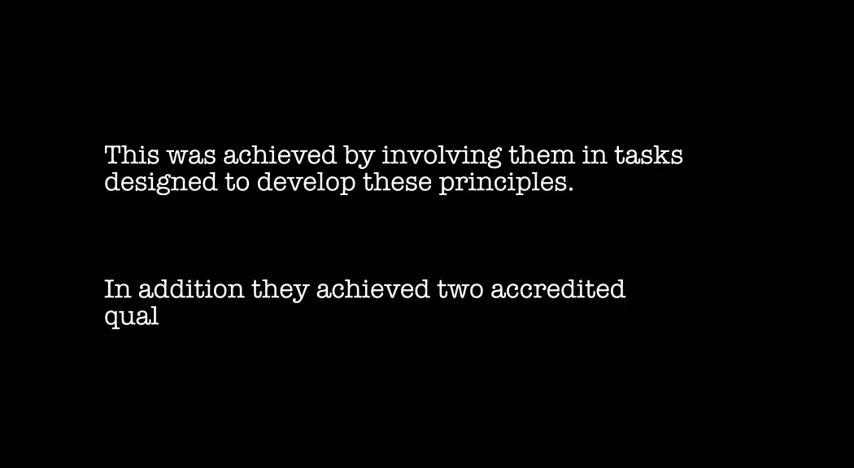 This was achieved by involving them in tasks
designed to develop these principles.
In addition they achieved two accredited
qual